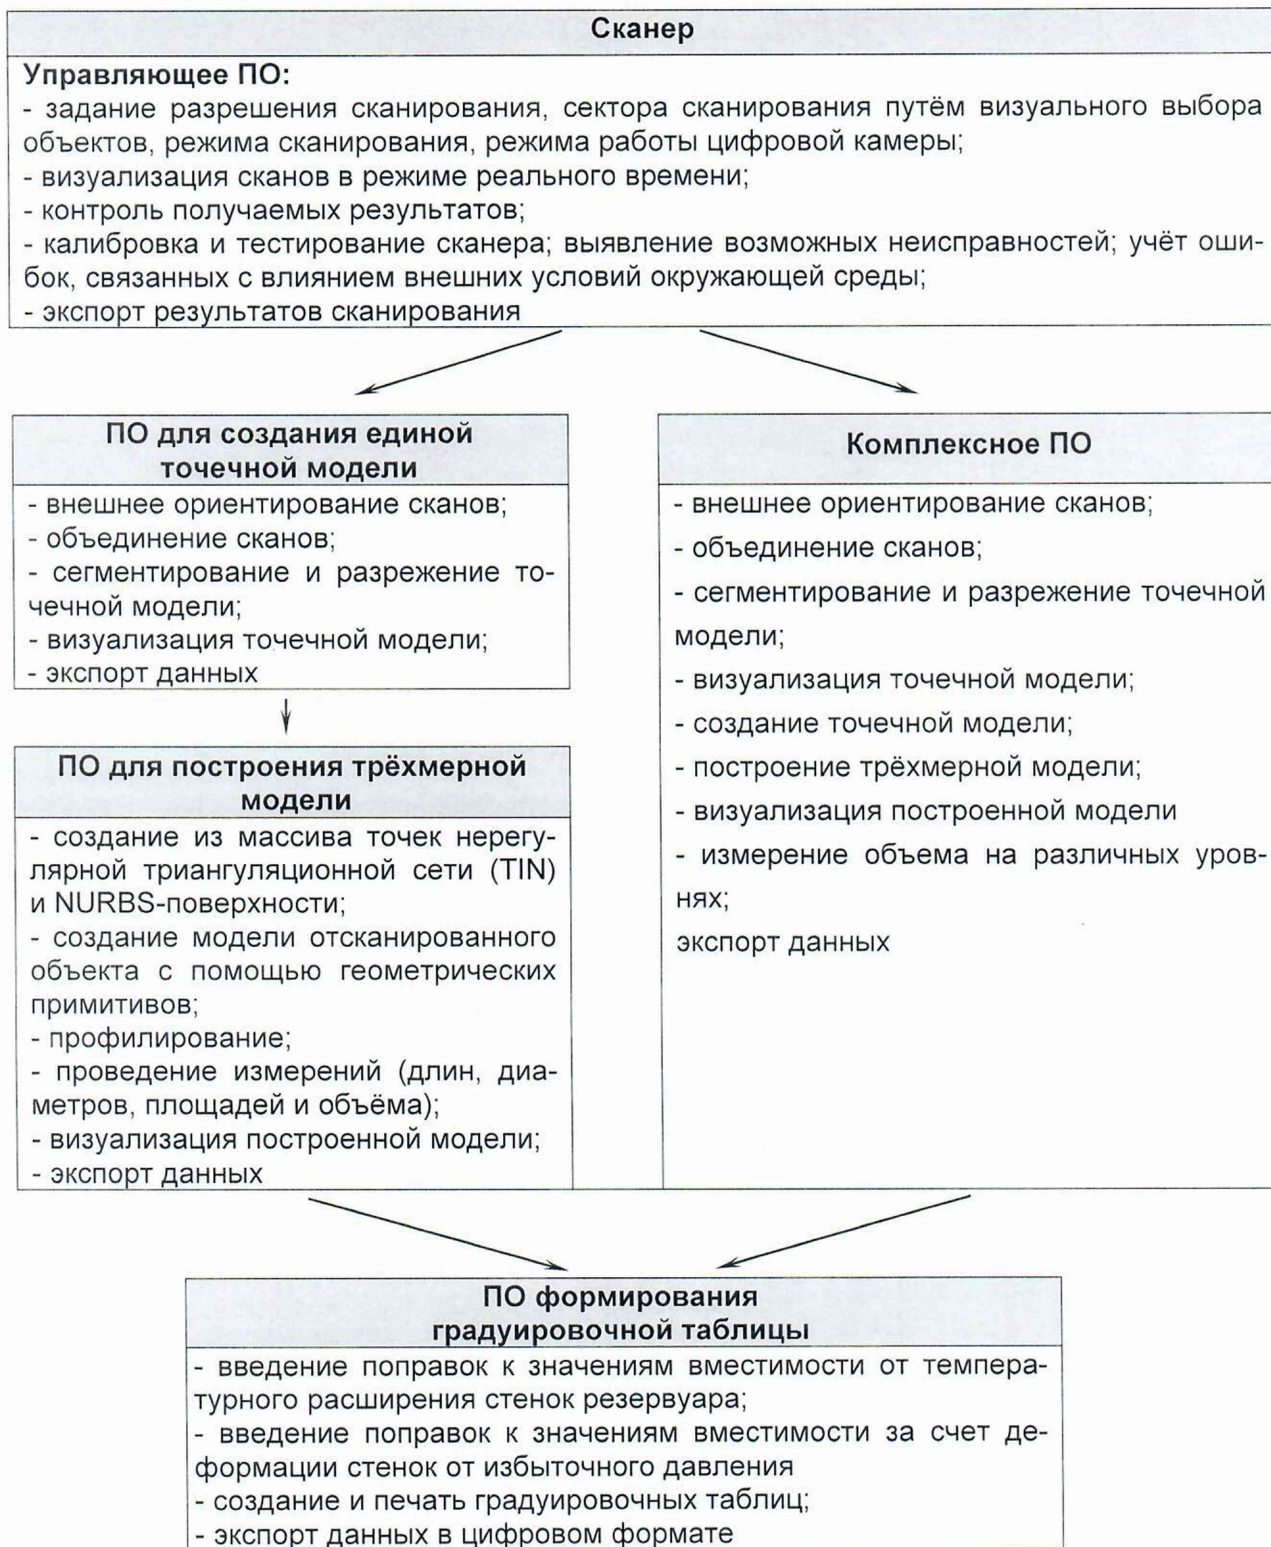 Сканер
Управляющее ПО:
- задание разрешения сканирования, сектора сканирования путём визуального выбора
объектов, режима сканирования, режима работы цифровой камеры;
- визуализация сканов в режиме реального времени;
- контроль получаемых результатов;
- калибровка и тестирование сканера; выявление возможных неисправностей; учёт оши-
бок, связанных с влиянием внешних условий окружающей среды;
- экспорт результатов сканирования
ПО для создания единой
точечной модели
- внешнее ориентирование сканов;
- объединение сканов;
- сегментирование и разрежение то-
чечной модели;
- визуализация точечной модели;
- экспорт данных
ПО для построения трёхмерной
модели
- создание из массива точек нерегу-
лярной триангуляционной сети (TIN)
и NURBS-поверхности;
- создание модели отсканированного
объекта с помощью геометрических
примитивов;
- профилирование;
- проведение измерений (длин, диа-
метров, площадей и объёма);
- визуализация построенной модели;
- экспорт данных
Комплексное ПО
- внешнее ориентирование сканов;
- объединение сканов;
- сегментирование и разрежение точечной
модели;
- визуализация точечной модели;
- создание точечной модели;
- построение трёхмерной модели;
- визуализация построенной модели
- измерение объема на различных уров-
нях;
экспорт данных
ПО формирования
градуировочной таблицы
- введение поправок к значениям вместимости от темпера-
турного расширения стенок резервуара;
- введение поправок к значениям вместимости за счет де-
формации стенок от избыточного давления
- создание и печать градуировочных таблиц;
- экспорт данных в цифровом формате